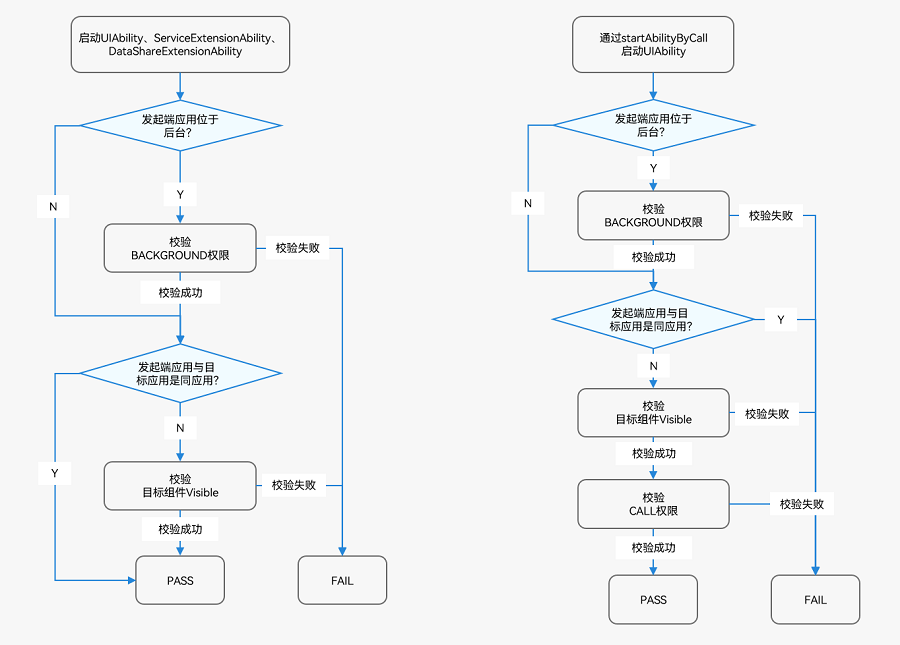 启动UIAbility、ServiceExtensionAbility、
DataShareExtensionAbility
发起端应用位于
后台?
N
Y
校验
BACKGROUND权限
校验失败
校验成功
发起端应用与目
标应用是同应用?
N
Y
校验
目标组件Visible
校验失败
校验成功
PASS
FAIL
通过startAbilityByCall
启动UIAbility
发起端应用位于
后台?
Y
N
校验
BACKGROUND权限
校验失败
校验成功
发起端应用与目
标应用是同应用?
Y
N
校验
目标组件Visible
校验失败
校验成功
校验
CALL权限
校验失败
校验成功
PASS
FAIL